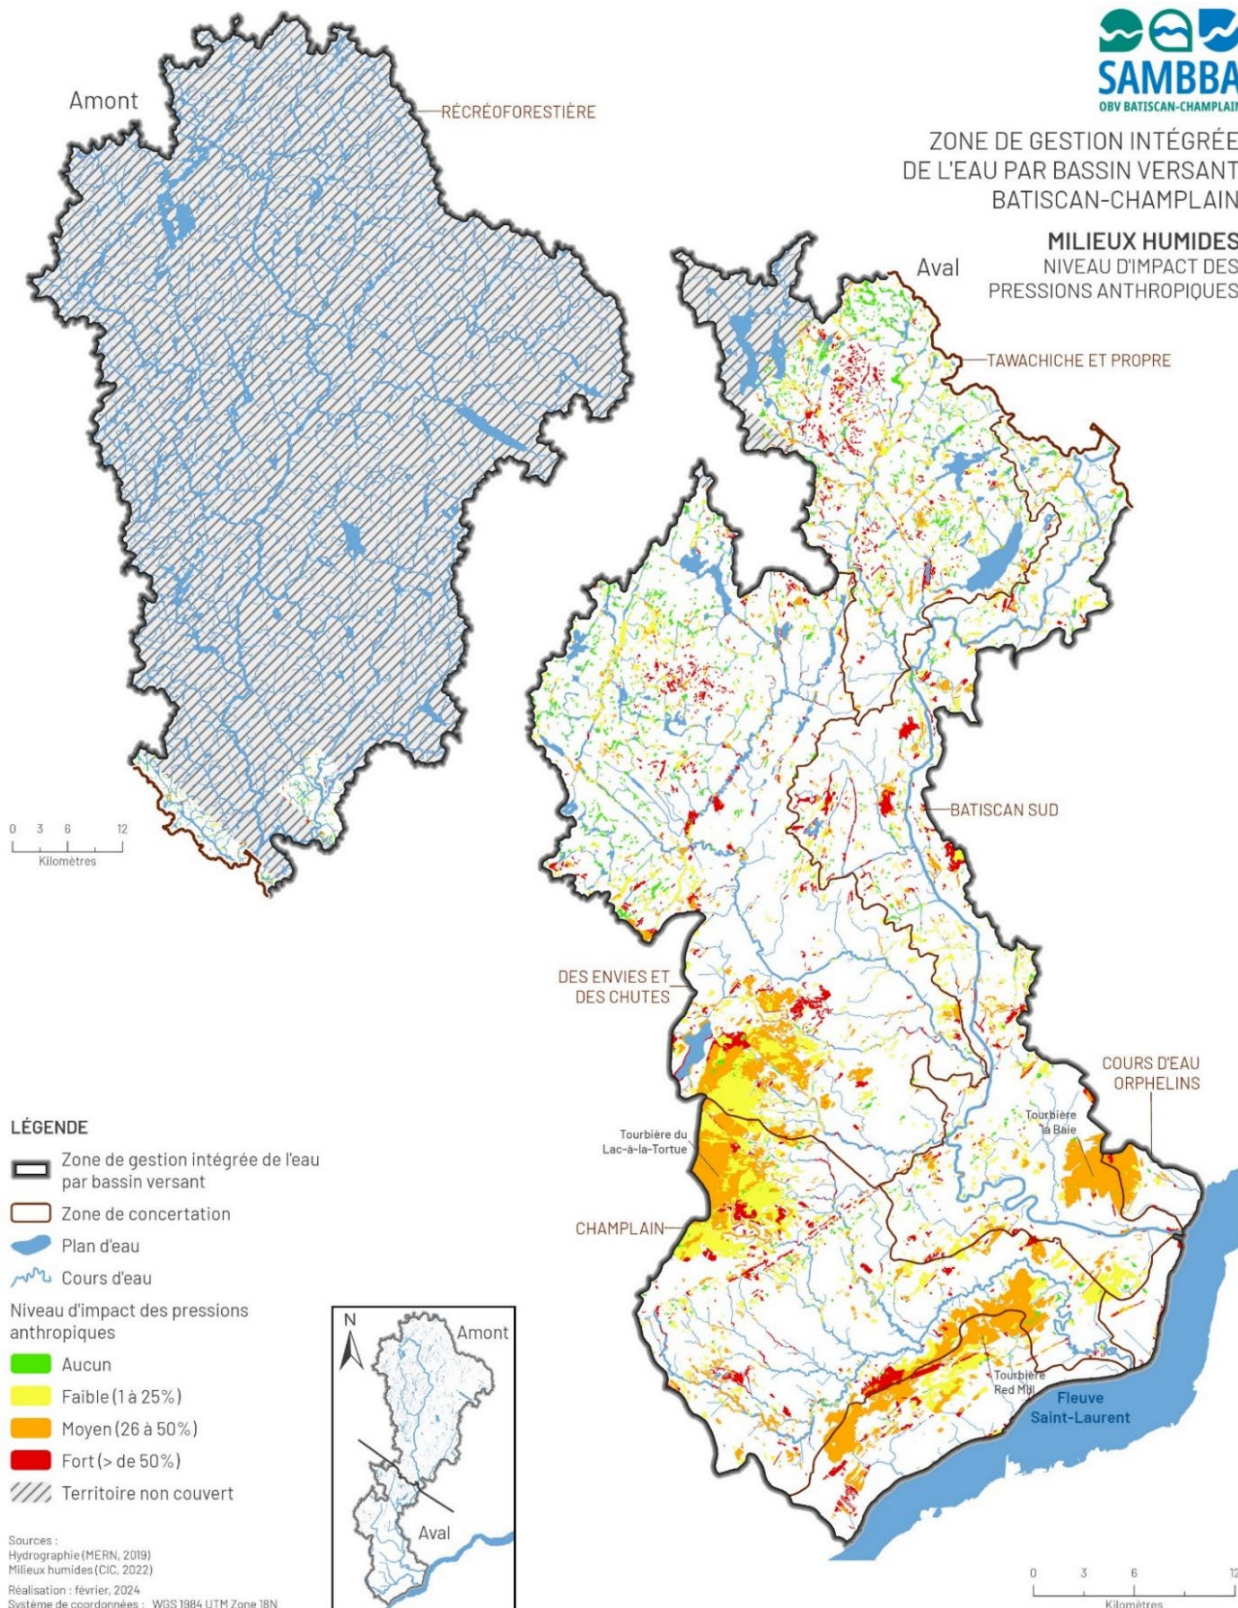 SAMBBA
OBV BATISCAN-CHAMPLAIN
ZONE DE GESTION INTÉGRÉE
DE L'EAU PAR BASSIN VERSANT
BATISCAN-CHAMPLAIN
MILIEUX HUMIDES
NIVEAU D'IMPACT DES
PRESSIONS ANTHROPIQUES
Amont
RÉCRÉOFORESTIÈRE
Aval
TAWACHICHE ET PROPRE
BATISCAN SUD
0 3 6 12
Kilomètres
DES ENVIES ET
DES CHUTES
COURS D'EAU
ORPHELINS
Tourbière
la Baie
Tourbière du
Lac-à-la-Tortue
CHAMPLAIN
Tourbière
Red Mill
Fleuve
Saint-Laurent
LÉGENDE
Zone de gestion intégrée de l'eau
par bassin versant
Zone de concertation
Plan d'eau
Cours d'eau
Niveau d'impact des pressions
anthropiques
Aucun
Faible (1 à 25%)
Moyen (26 à 50%)
Fort (> de 50%)
Territoire non couvert
Sources :
Hydrographie (MERN, 2019)
Milieux humides (CIC, 2022)
Réalisation : février, 2024
Système de coordonnées : WGS 1984 UTM Zone 18N
N
Amont
Aval
0 3 6 12
Kilomètres